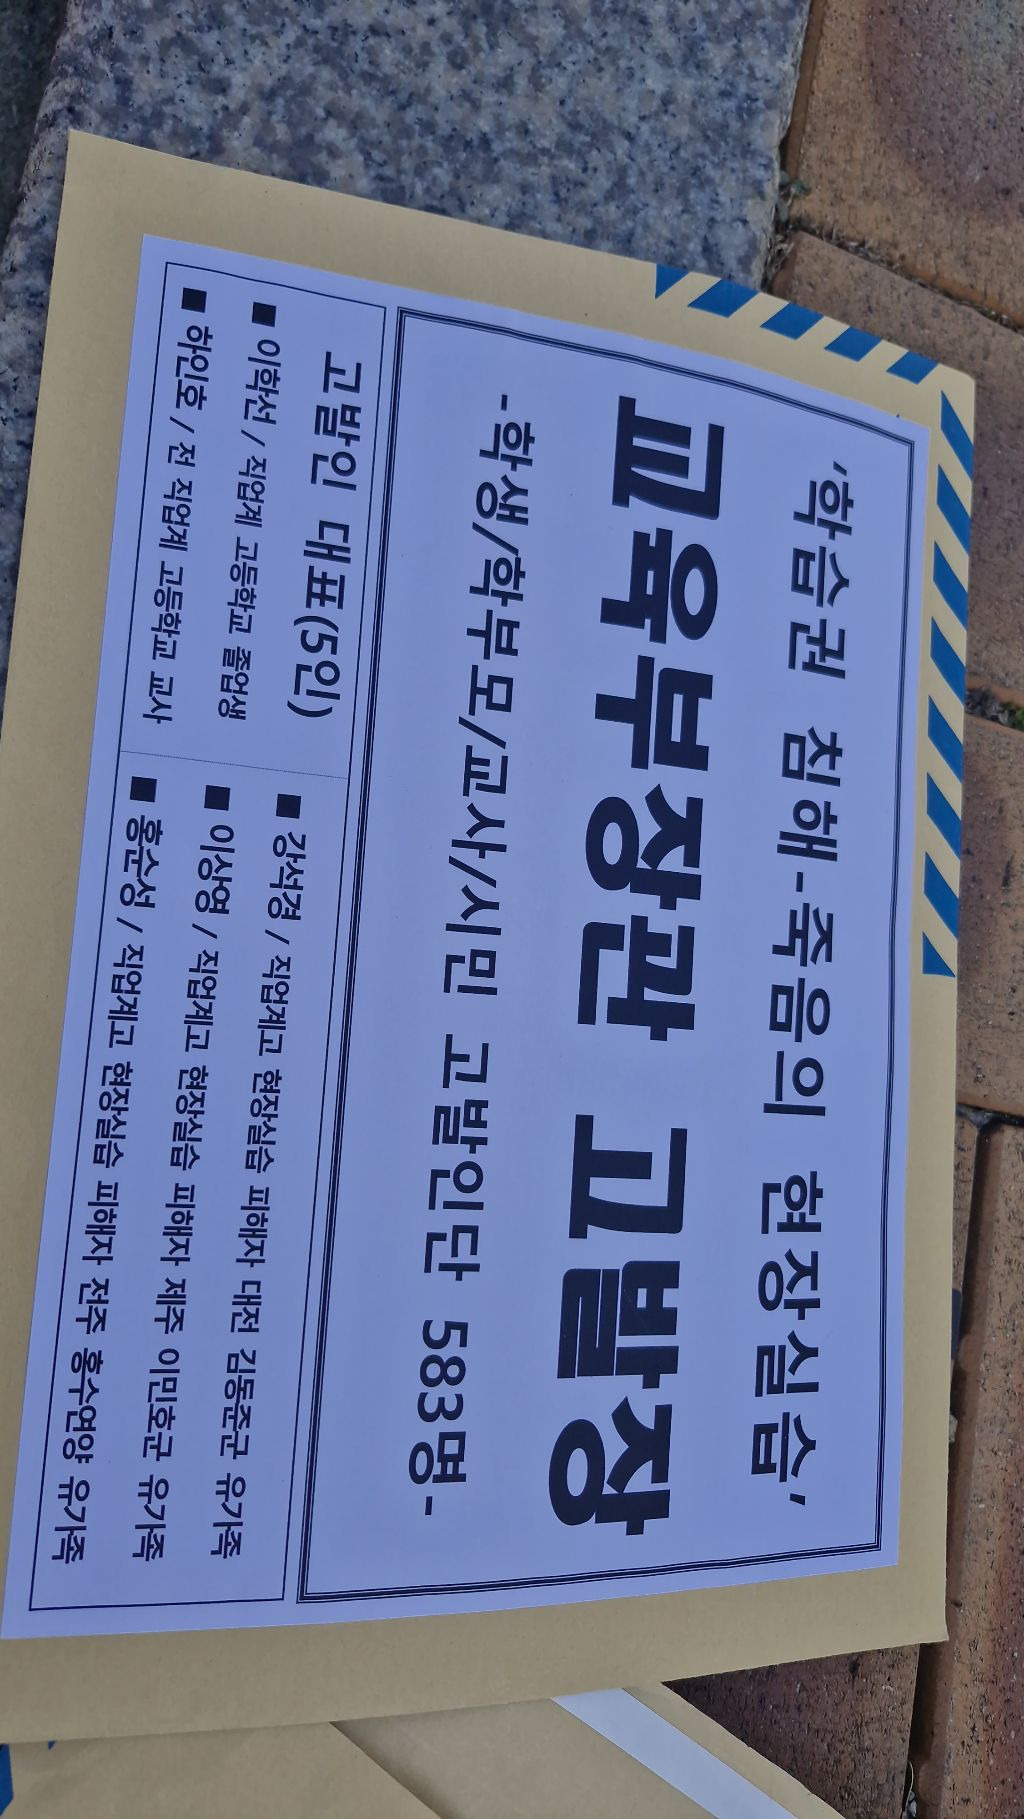 '학습권 침해-죽음의 현장실습'
교육부장관 고발장
-학생/학부모/교사/시민 고발인단 583명-
고발인 대표(5인)
■ 이학선 / 직업계 고등학교 졸업생
■ 하인호 / 전 직업계 고등학교 교사
■ 강석경 / 직업계고 현장실습 피해자 대전 김동준군 유가족
■ 이상영 / 직업계고 현장실습 피해자 제주 이민호군 유가족
■ 홍순성 / 직업계고 현장실습 피해자 전주 홍수연양 유가족